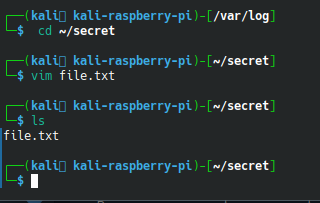 ┌──(kali㉿ kali-raspberry-pi)-[/var/log]
└─$  cd ~/secret
┌──(kali㉿ kali-raspberry-pi)-[~/secret]
└─$ vim file.txt
┌──(kali㉿ kali-raspberry-pi)-[~/secret]
└─$ ls
file.txt
┌──(kali㉿ kali-raspberry-pi)-[~/secret]
└─$